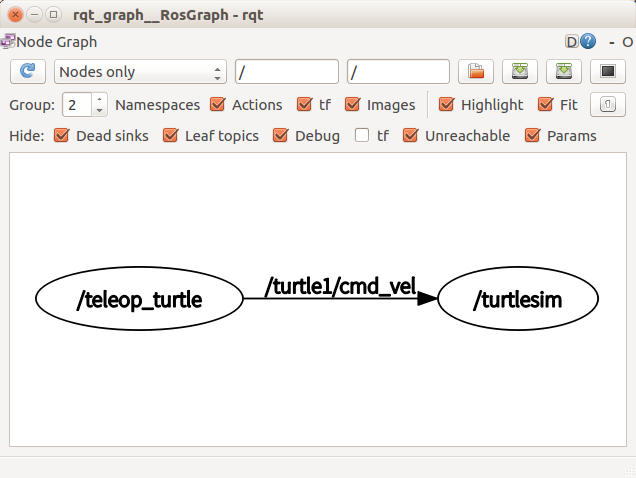 rqt_graph__RosGraph - rqt
Node Graph D ? - O
Nodes only / /
Group: 2 Namespaces Actions tf Images Highlight Fit
Hide: Dead sinks Leaf topics Debug tf Unreachable Params
/teleop_turtle /turtle1/cmd_vel /turtlesim